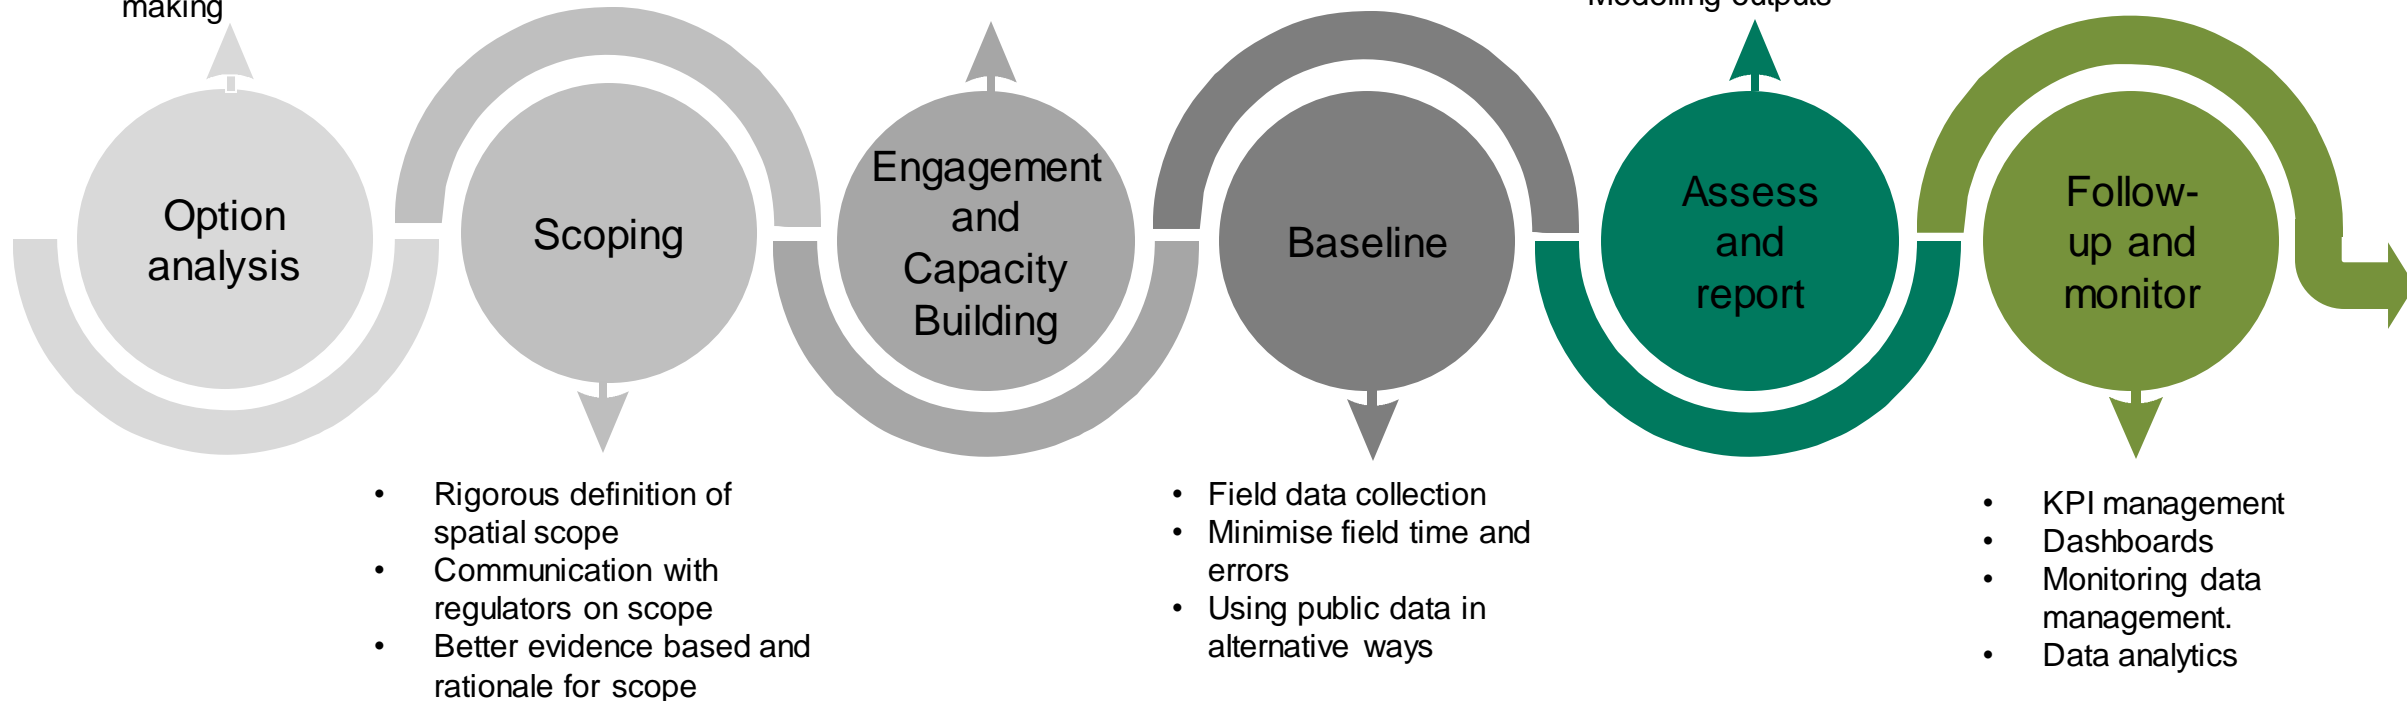 making
Modelling outputs
Option
analysis
Scoping
Engagement
and
Capacity
Building
Baseline
Assess
and
report
Follow-
up and
monitor
• Rigorous definition of
spatial scope
• Communication with
regulators on scope
• Better evidence based and
rationale for scope
• Field data collection
• Minimise field time and
errors
• Using public data in
alternative ways
• KPI management
• Dashboards
• Monitoring data
management.
• Data analytics